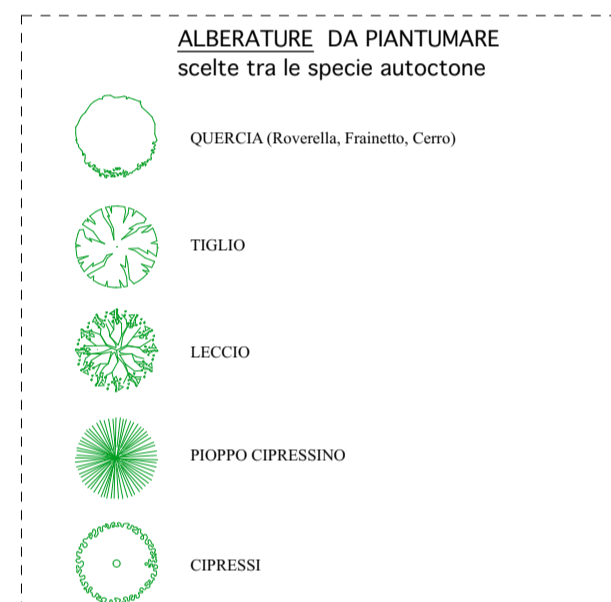 ALBERATURE DA PIANTUMARE
scelte tra le specie autoctone
QUERCIA (Roverella, Frainetto, Cerro)
TIGLIO
LECCIO
PIOPPO CIPRESSINO
CIPRESSI